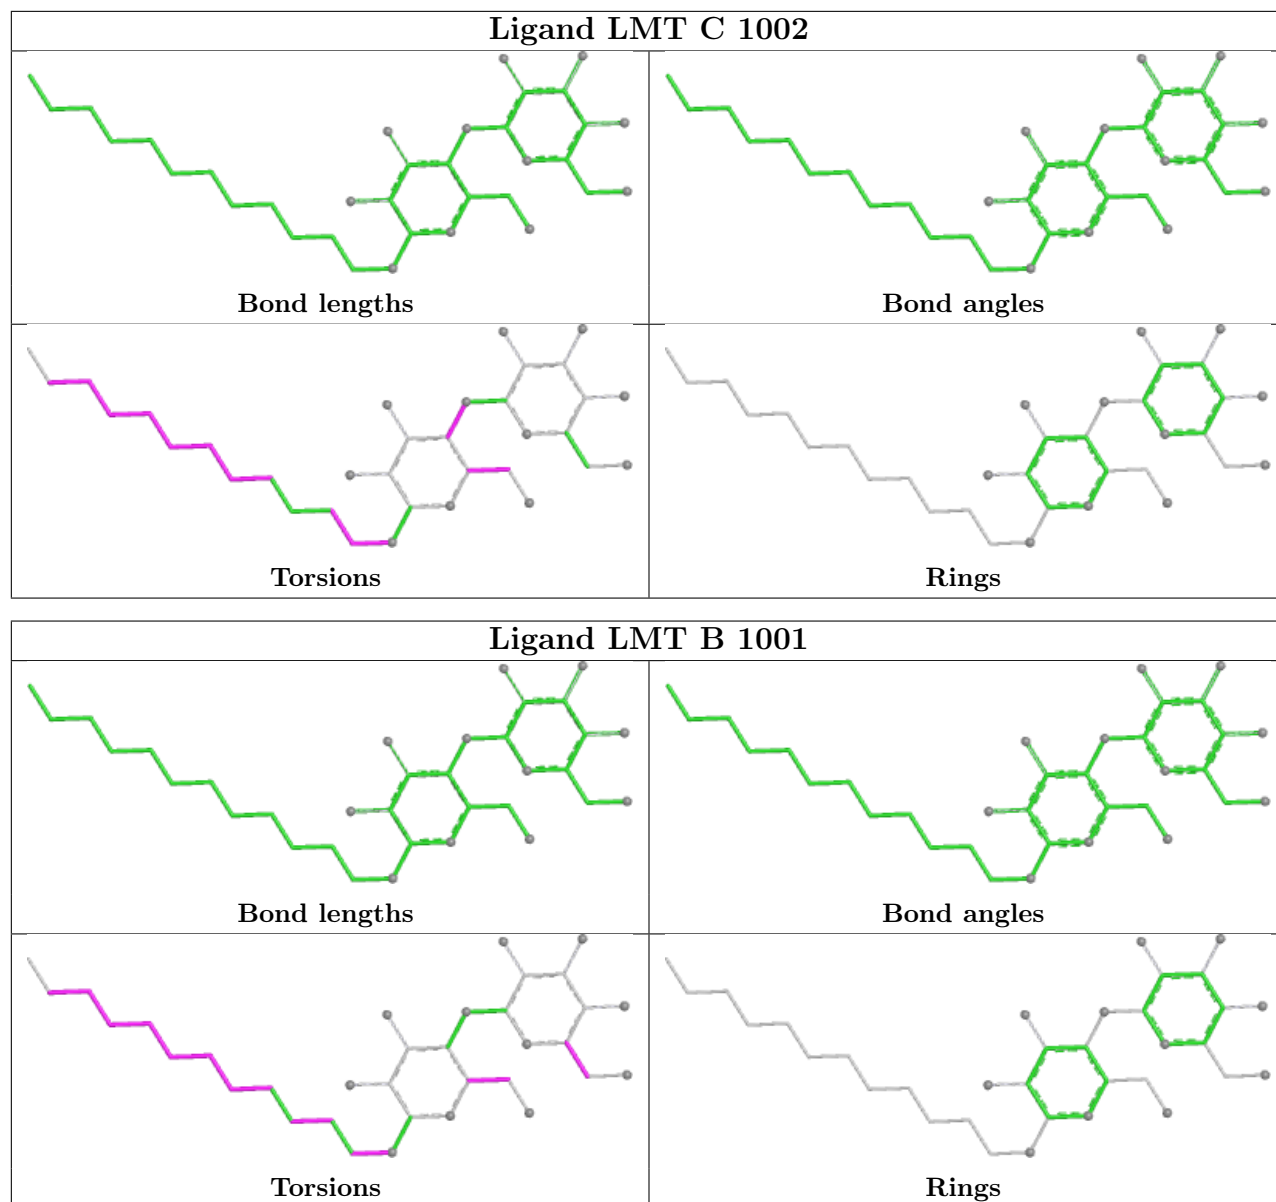 Ligand LMT C 1002
Bond lengths
Bond angles
Torsions
Rings
Ligand LMT B 1001
Bond lengths
Bond angles
Torsions
Rings